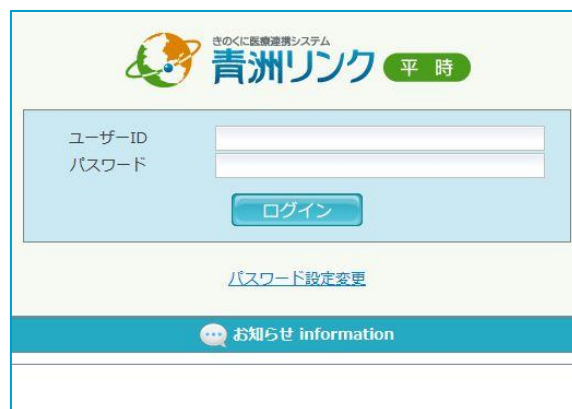 きのくに医療連携システム
青洲リンク 平 時
ユーザーID
パスワード
ログイン
パスワード設定変更
お知らせ information